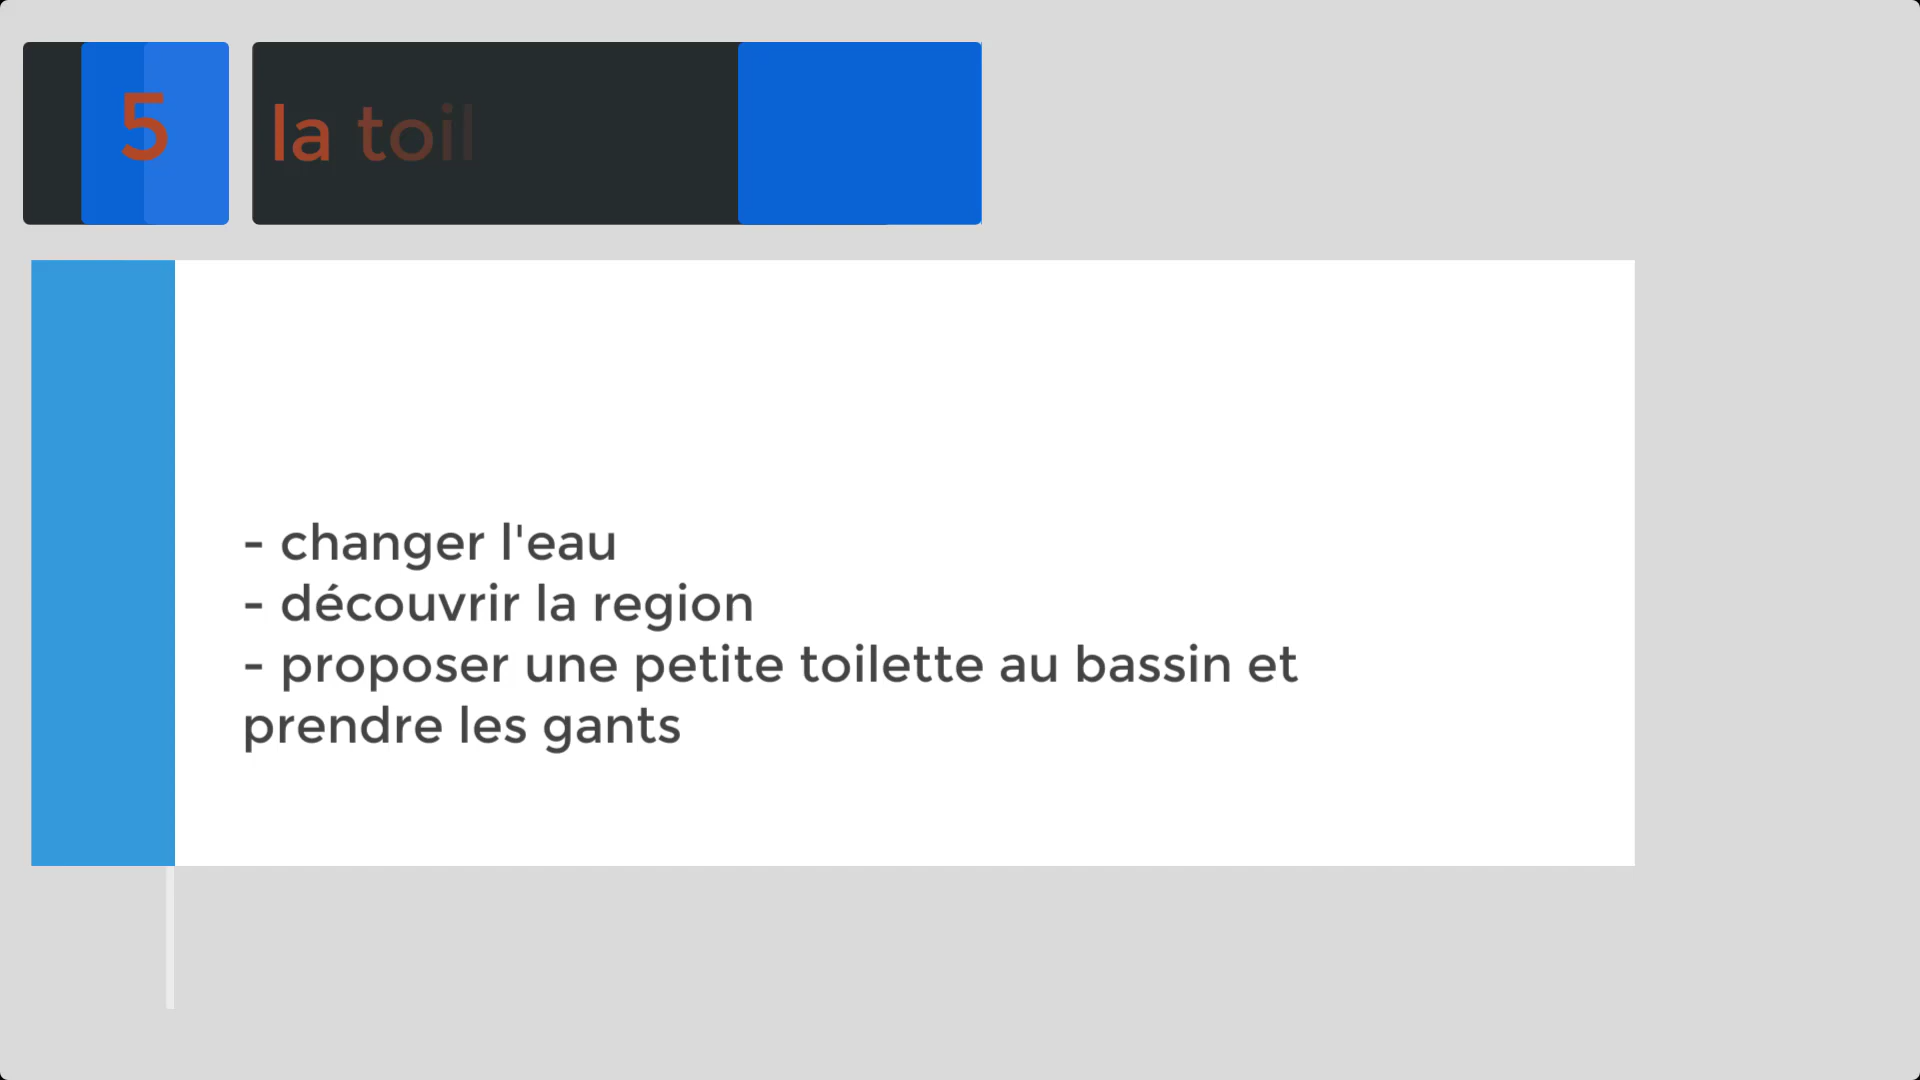 5
la toil
- changer l'eau
- découvrir la region
- proposer une petite toilette au bassin et
prendre les gants